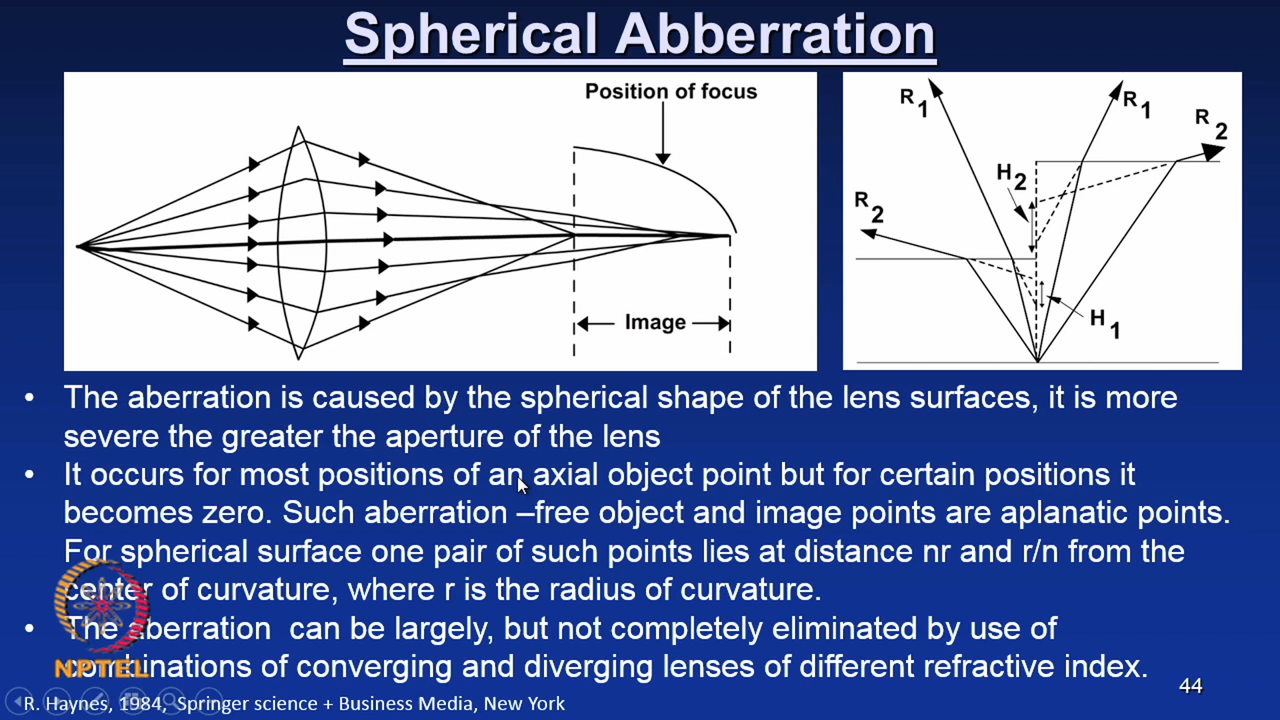 Spherical Abberration
Position of focus
Image
R1
R1
R2
H2
R2
H1
• The aberration is caused by the spherical shape of the lens surfaces, it is more
severe the greater the aperture of the lens
• It occurs for most positions of an axial object point but for certain positions it
becomes zero. Such aberration –free object and image points are aplanatic points.
For spherical surface one pair of such points lies at distance nr and r/n from the
center of curvature, where r is the radius of curvature.
• The aberration can be largely, but not completely eliminated by use of
combinations of converging and diverging lenses of different refractive index.
NPTEL
44
R. Haynes, 1984, Springer science + Business Media, New York